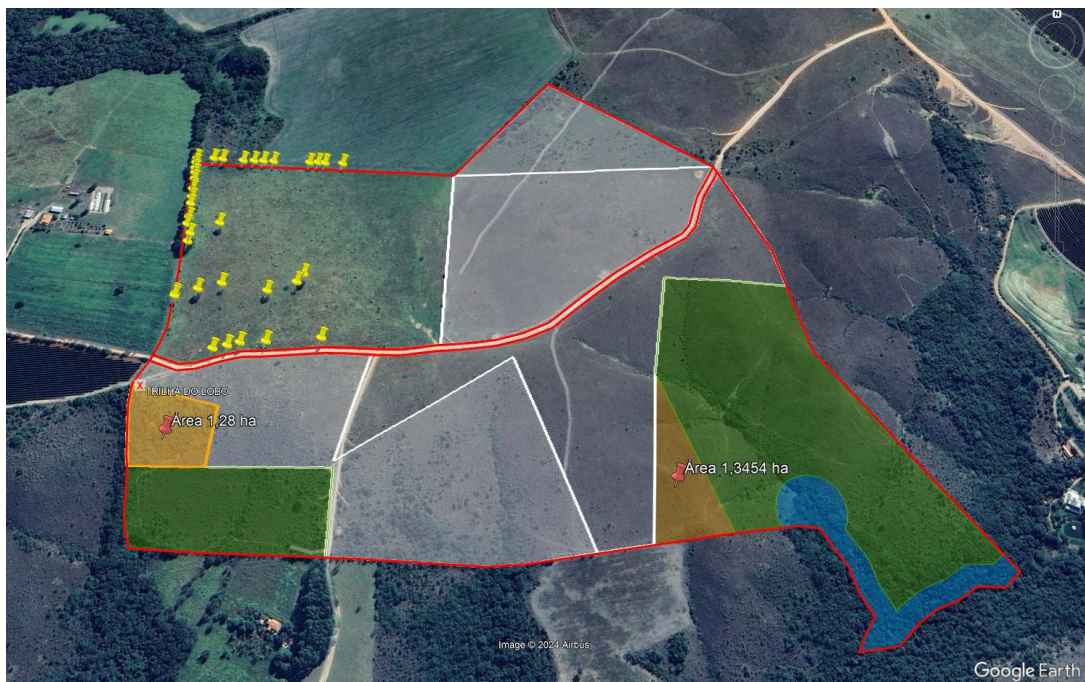 N
TRILHA DO LOBO
Área 1,28 ha
Área 1,3454 ha
Image © 2024 Airbus
Google Earth